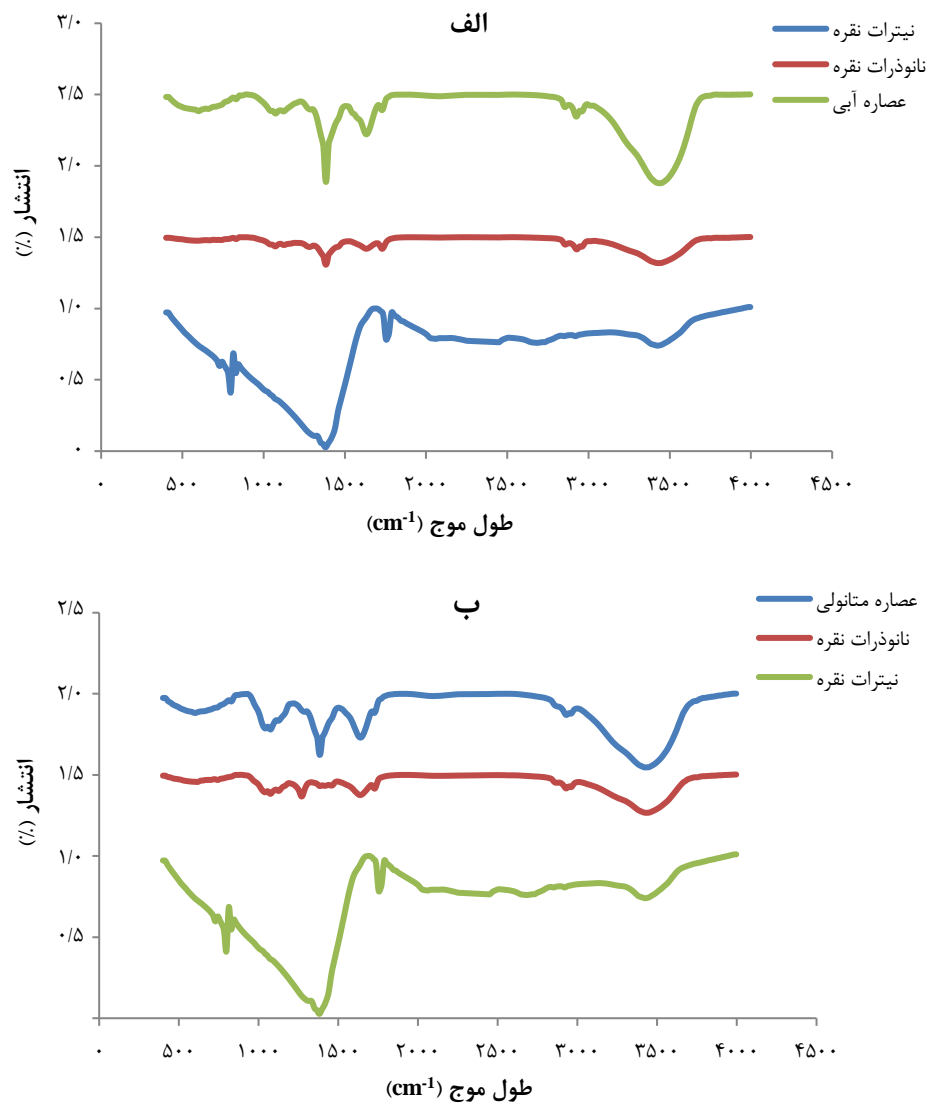 الف
نیترات نقره
نانوذرات نقره
عصاره آبی
انتشار (٪)
۳/۰
۲/۵
۲/۰
۱/۵
۱/۰
۰/۵
۰
۰ ۵۰۰ ۱۰۰۰ ۱۵۰۰ ۲۰۰۰ ۲۵۰۰ ۳۰۰۰ ۳۵۰۰ ۴۰۰۰ ۴۵۰۰
طول موج (cm-1)
ب
عصاره متانولی
نانوذرات نقره
نیترات نقره
انتشار (٪)
۲/۵
۲/۰
۱/۵
۱/۰
۰/۵
۰ ۵۰۰ ۱۰۰۰ ۱۵۰۰ ۲۰۰۰ ۲۵۰۰ ۳۰۰۰ ۳۵۰۰ ۴۰۰۰ ۴۵۰۰
طول موج (cm-1)